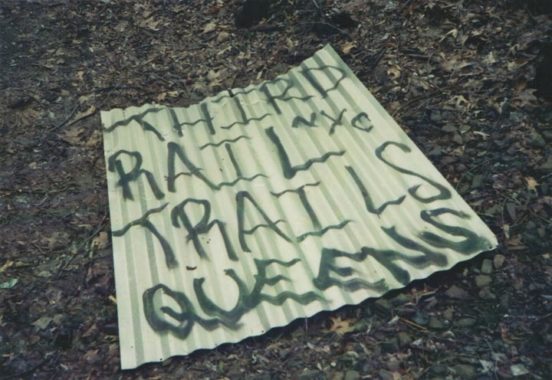 THIRD
RAIL NYC
TRAILS
QUEENS